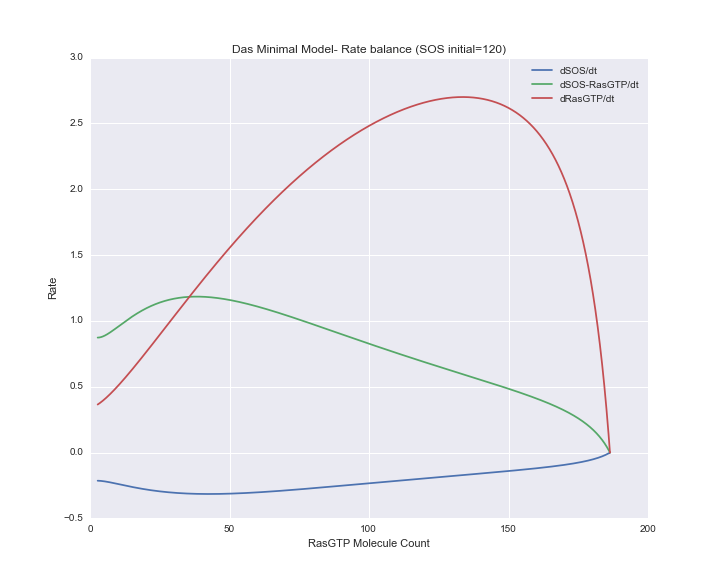 Das Minimal Model- Rate balance (SOS initial=120)
3.0
2.5
2.0
1.5
1.0
0.5
0.0
−0.5
Rate
dSOS/dt
dSOS-RasGTP/dt
dRasGTP/dt
0 50 100 150 200
RasGTP Molecule Count